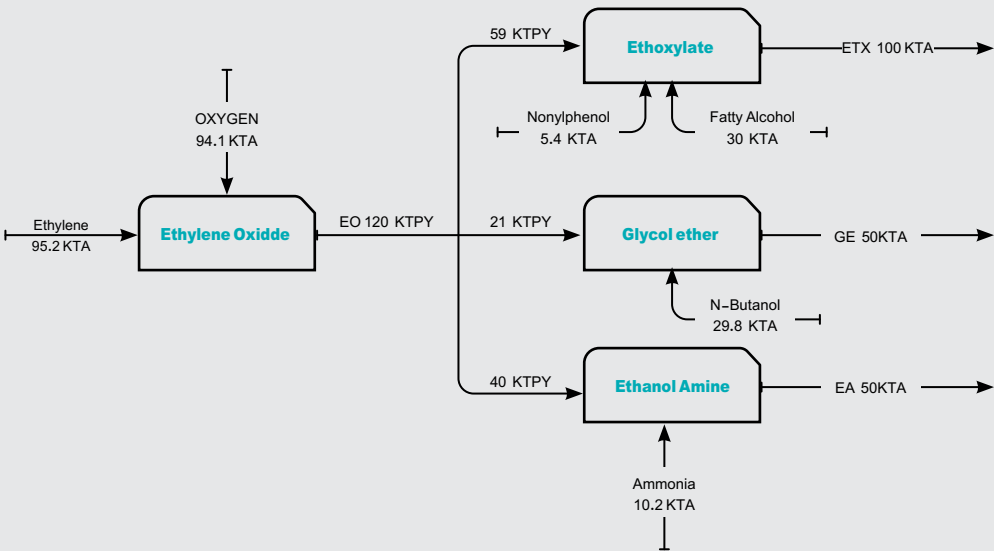 59 KTPY
Ethoxylate
ETX 100 KTA
OXYGEN
94.1 KTA
Nonylphenol
5.4 KTA
Fatty Alcohol
30 KTA
Ethylene
95.2 KTA
Ethylene Oxidde
EO 120 KTPY
21 KTPY
Glycol ether
GE 50KTA
N-Butanol
29.8 KTA
40 KTPY
Ethanol Amine
EA 50KTA
Ammonia
10.2 KTA